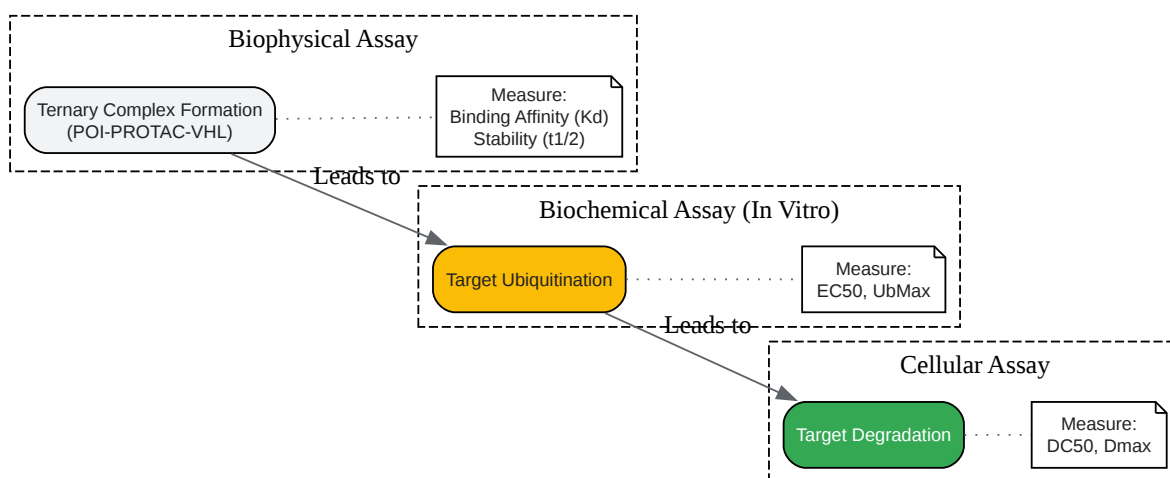 Biophysical Assay
Ternary Complex Formation
(POI-PROTAC-VHL)
Measure:
Binding Affinity (Kd)
Stability (t1/2)
Leads to
Biochemical Assay (In Vitro)
Target Ubiquitination
Measure:
EC50, UbMax
Leads to
Cellular Assay
Target Degradation
Measure:
DC50, Dmax